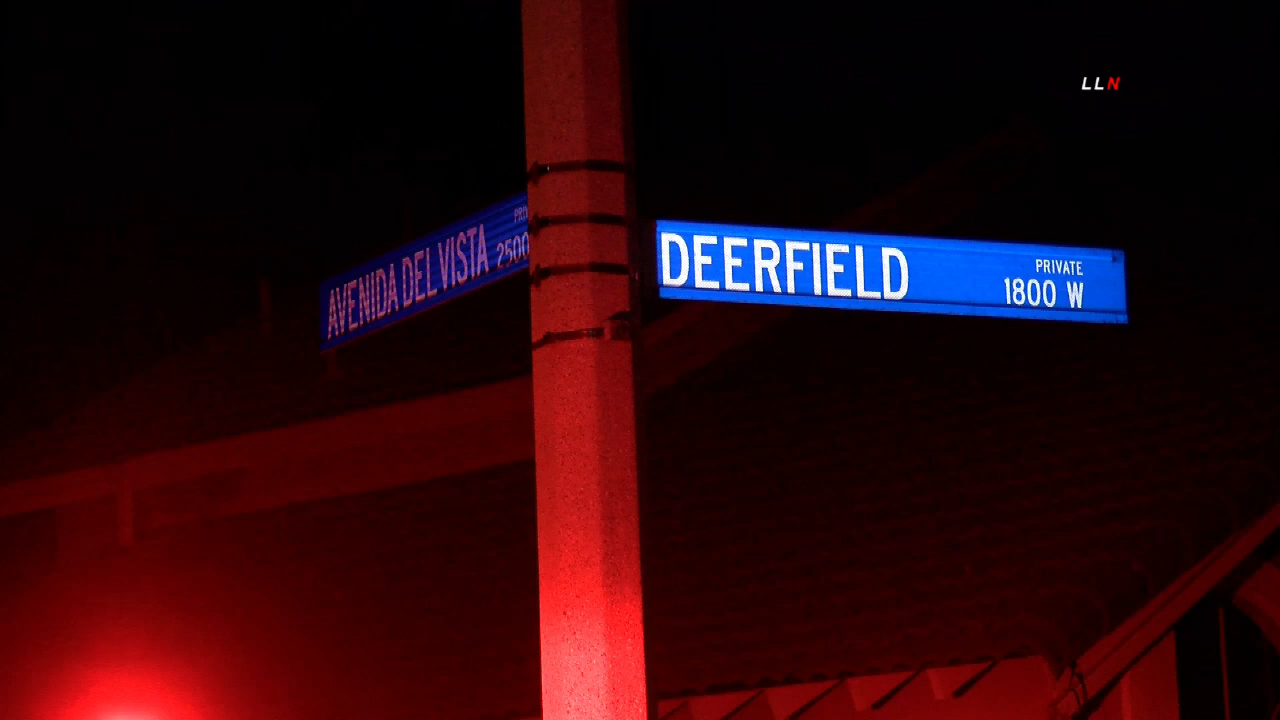 LLN
AVENIDA DEL VISTA
2500
DEERFIELD
PRIVATE
1800 W